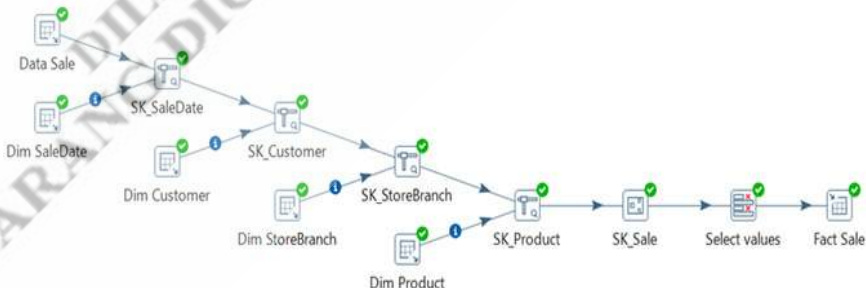 Data Sale
SK_SaleDate
Dim SaleDate
SK_Customer
Dim Customer
SK_StoreBranch
Dim StoreBranch
SK_Product
SK_Sale
Select values
Fact Sale
Dim Product